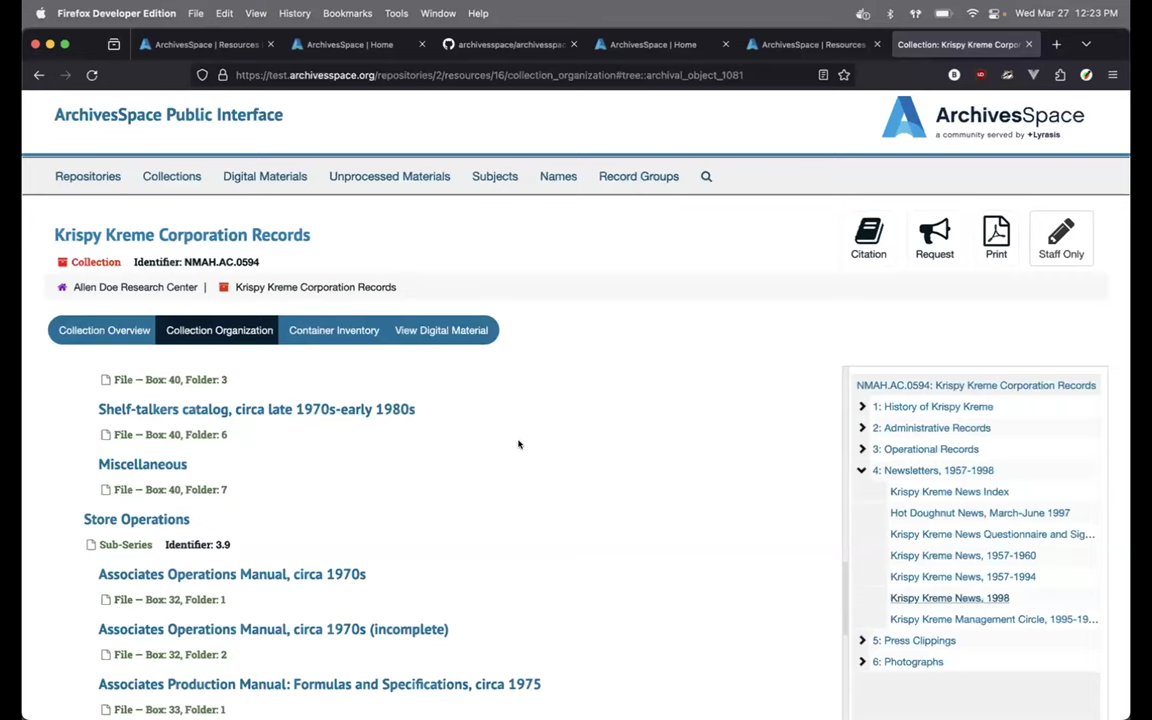 Firefox Developer Edition File Edit View History Bookmarks Tools Window Help Wed Mar 27 12:23 PM
ArchivesSpace | Resources ArchivesSpace | Home archivesspace/archivesspac ArchivesSpace | Home ArchivesSpace | Resources Collection: Krispy Kreme Corpor
https://test.archivesspace.org/repositories/2/resources/16/collection_organization#tree::archival_object_1081
ArchivesSpace Public Interface
ArchivesSpace
a community served by Lyrasis
Repositories Collections Digital Materials Unprocessed Materials Subjects Names Record Groups
Krispy Kreme Corporation Records
Collection Identifier: NMAH.AC.0594
Citation Request Print Staff Only
Allen Doe Research Center | Krispy Kreme Corporation Records
Collection Overview Collection Organization Container Inventory View Digital Material
File — Box: 40, Folder: 3
Shelf-talkers catalog, circa late 1970s-early 1980s
File — Box: 40, Folder: 6
Miscellaneous
File — Box: 40, Folder: 7
Store Operations
Sub-Series Identifier: 3.9
Associates Operations Manual, circa 1970s
File — Box: 32, Folder: 1
Associates Operations Manual, circa 1970s (incomplete)
File — Box: 32, Folder: 2
Associates Production Manual: Formulas and Specifications, circa 1975
File — Box: 33, Folder: 1
NMAH.AC.0594: Krispy Kreme Corporation Records
1: History of Krispy Kreme
2: Administrative Records
3: Operational Records
4: Newsletters, 1957-1998
Krispy Kreme News Index
Hot Doughnut News, March-June 1997
Krispy Kreme News Questionnaire and Sig...
Krispy Kreme News, 1957-1960
Krispy Kreme News, 1957-1994
Krispy Kreme News, 1998
Krispy Kreme Management Circle, 1995-19...
5: Press Clippings
6: Photographs